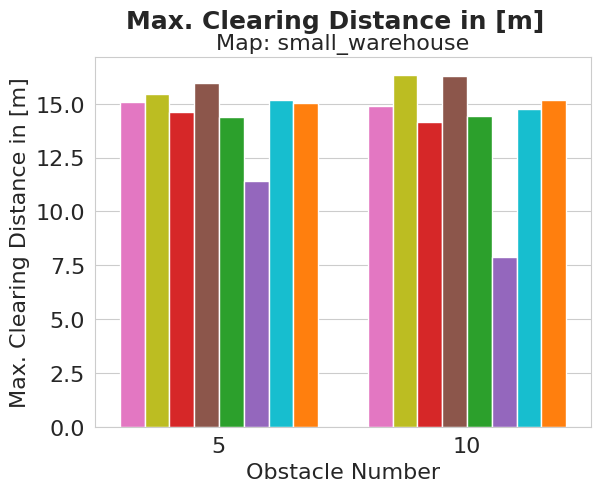 Max. Clearing Distance in [m]
Map: small_warehouse
Max. Clearing Distance in [m]
15.0
12.5
10.0
7.5
5.0
2.5
0.0
5
10
Obstacle Number